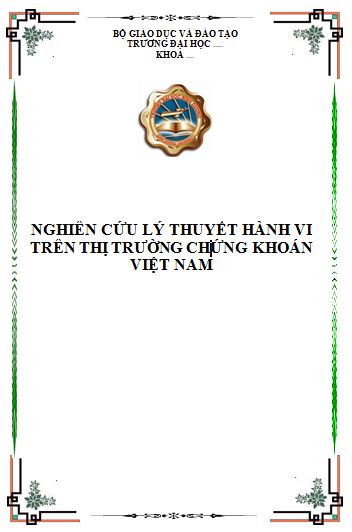 BỘ GIÁO DỤC VÀ ĐÀO TẠO
TRƯỜNG ĐẠI HỌC .....
KHOA ....
NGHIÊN CỨU LÝ THUYẾT HÀNH VI
TRÊN THỊ TRƯỜNG CHỨNG KHOÁN
VIỆT NAM